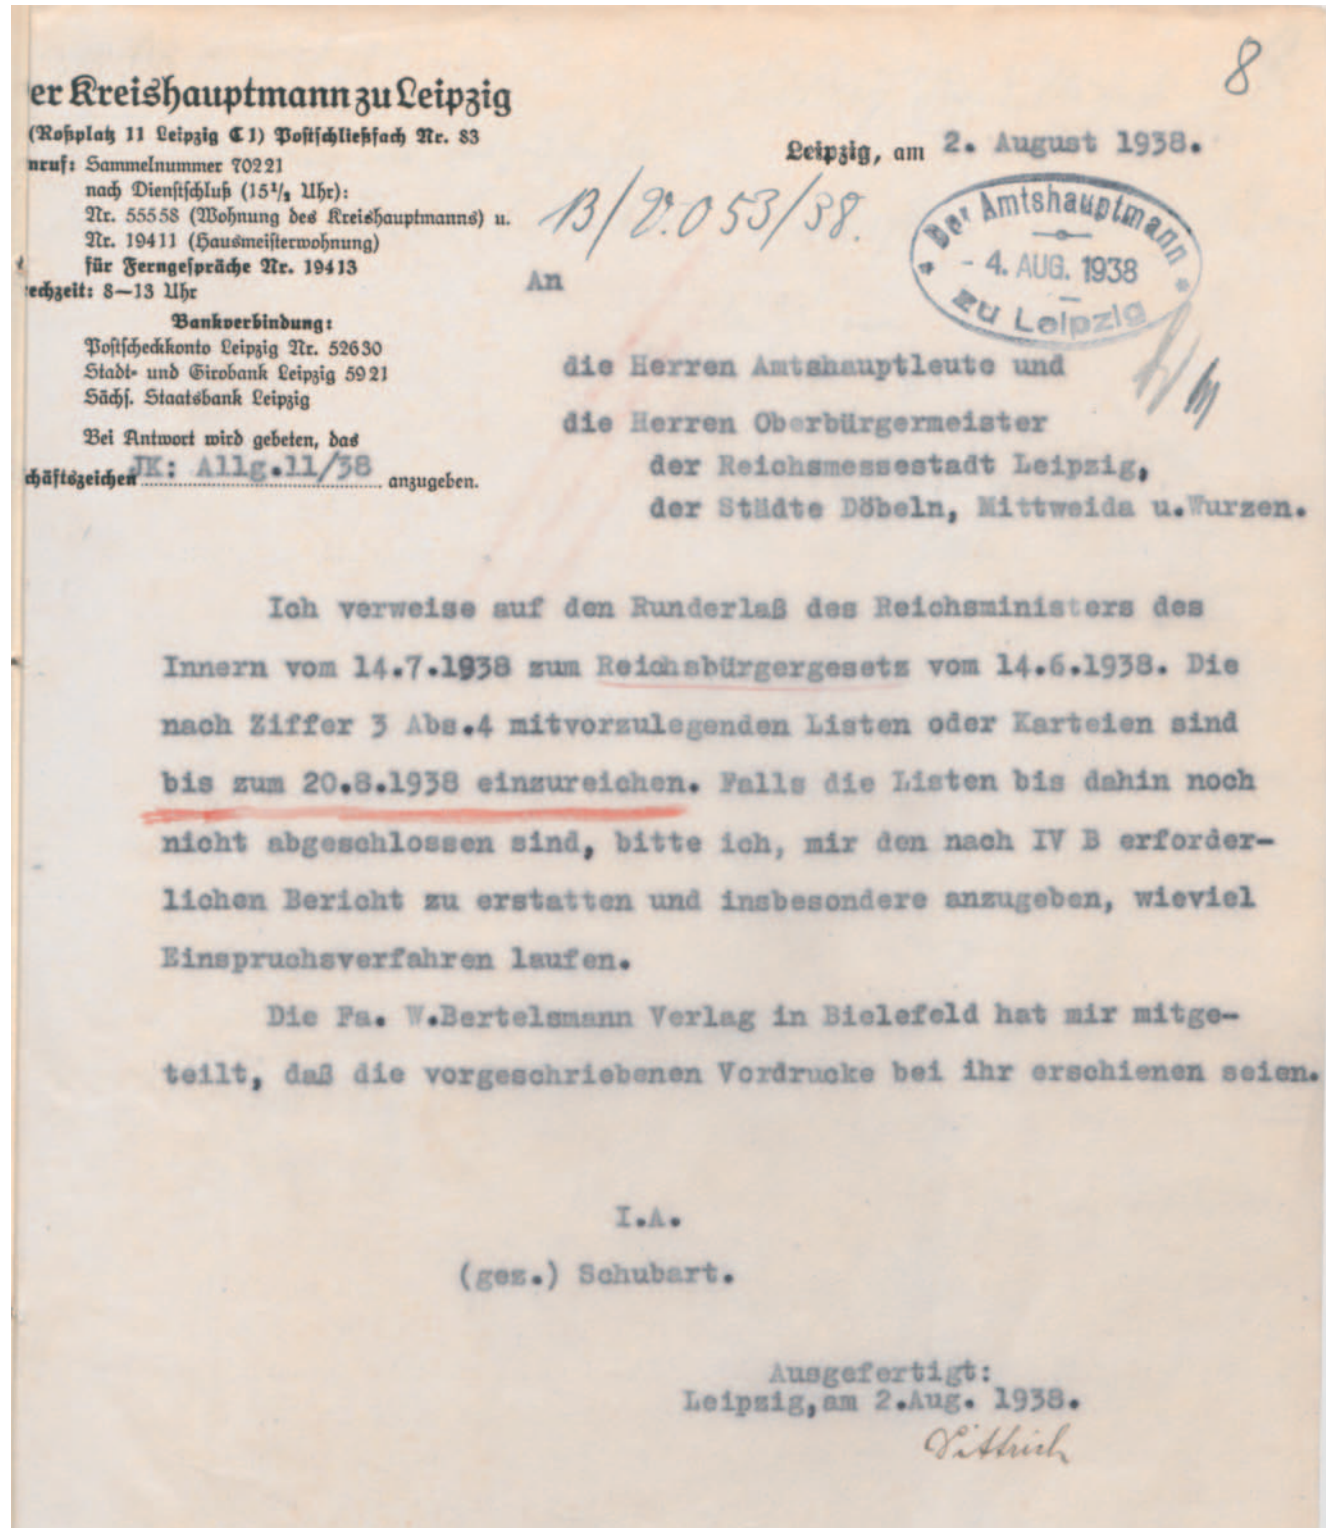 er Kreishauptmann zu Leipzig
(Roßplatz 11 Leipzig C 1) Postschließfach Nr. 83
nruf: Sammelnummer 70221
nach Dienstschluß (15½ Uhr):
Nr. 55558 (Wohnung des Kreishauptmanns) u.
Nr. 19411 (Hausmeisterwohnung)
für Ferngespräche Nr. 19413
echzeit: 8—13 Uhr
Bankverbindung:
Postscheckkonto Leipzig Nr. 52630
Stadt- und Girobank Leipzig 5921
Sächs. Staatsbank Leipzig
Bei Antwort wird gebeten, das
chäftszeichen JK: Allg.11/38 anzugeben.
8
Leipzig, am 2. August 1938.
13/V.053/38.
Der Amtshauptmann
- 4. AUG. 1938
zu Leipzig
An
die Herren Amtshauptleute und
die Herren Oberbürgermeister
der Reichsmessestadt Leipzig,
der Städte Döbeln, Mittweida u.Wurzen.
Ich verweise auf den Runderlaß des Reichsministers des
Innern vom 14.7.1938 zum Reichsbürgergesetz vom 14.6.1938. Die
nach Ziffer 3 Abs.4 mitvorzulegenden Listen oder Karteien sind
bis zum 20.8.1938 einzureichen. Falls die Listen bis dahin noch
nicht abgeschlossen sind, bitte ich, mir den nach IV B erforder-
lichen Bericht zu erstatten und insbesondere anzugeben, wieviel
Einspruchsverfahren laufen.
Die Fa. W.Bertelsmann Verlag in Bielefeld hat mir mitge-
teilt, daß die vorgeschriebenen Vordrucke bei ihr erschienen seien.
I.A.
(gez.) Schubart.
Ausgefertigt:
Leipzig,am 2.Aug. 1938.
Dittrich